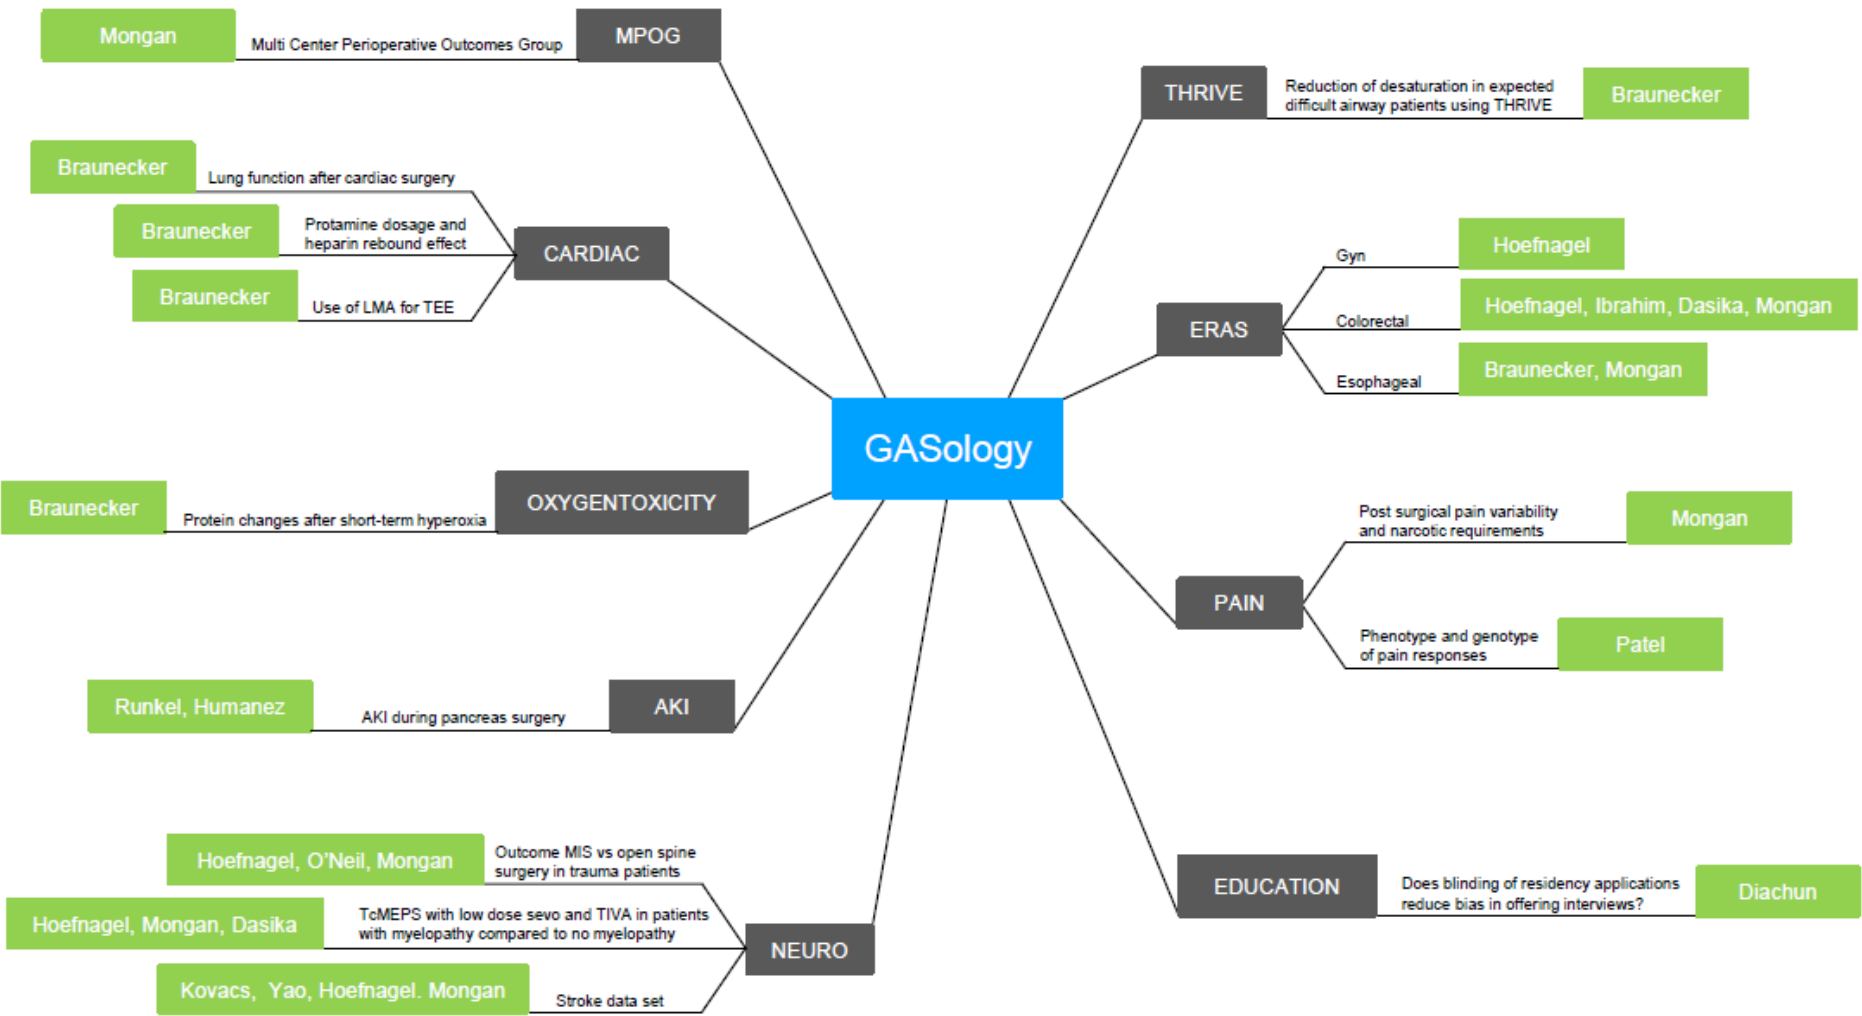 Mongan
Multi Center Perioperative Outcomes Group
MPOG
Braunecker
Lung function after cardiac surgery
Braunecker
Protamine dosage and
heparin rebound effect
Braunecker
Use of LMA for TEE
CARDIAC
Braunecker
Protein changes after short-term hyperoxia
OXYGENTOXICITY
Runkel, Humanez
AKI during pancreas surgery
AKI
Hoefnagel, O'Neil, Mongan
Outcome MIS vs open spine
surgery in trauma patients
Hoefnagel, Mongan, Dasika
TcMEPS with low dose sevo and TIVA in patients
with myelopathy compared to no myelopathy
Kovacs, Yao, Hoefnagel. Mongan
Stroke data set
NEURO
GASology
THRIVE
Reduction of desaturation in expected
difficult airway patients using THRIVE
Braunecker
ERAS
Gyn
Hoefnagel
Colorectal
Hoefnagel, Ibrahim, Dasika, Mongan
Esophageal
Braunecker, Mongan
PAIN
Post surgical pain variability
and narcotic requirements
Mongan
Phenotype and genotype
of pain responses
Patel
EDUCATION
Does blinding of residency applications
reduce bias in offering interviews?
Diachun